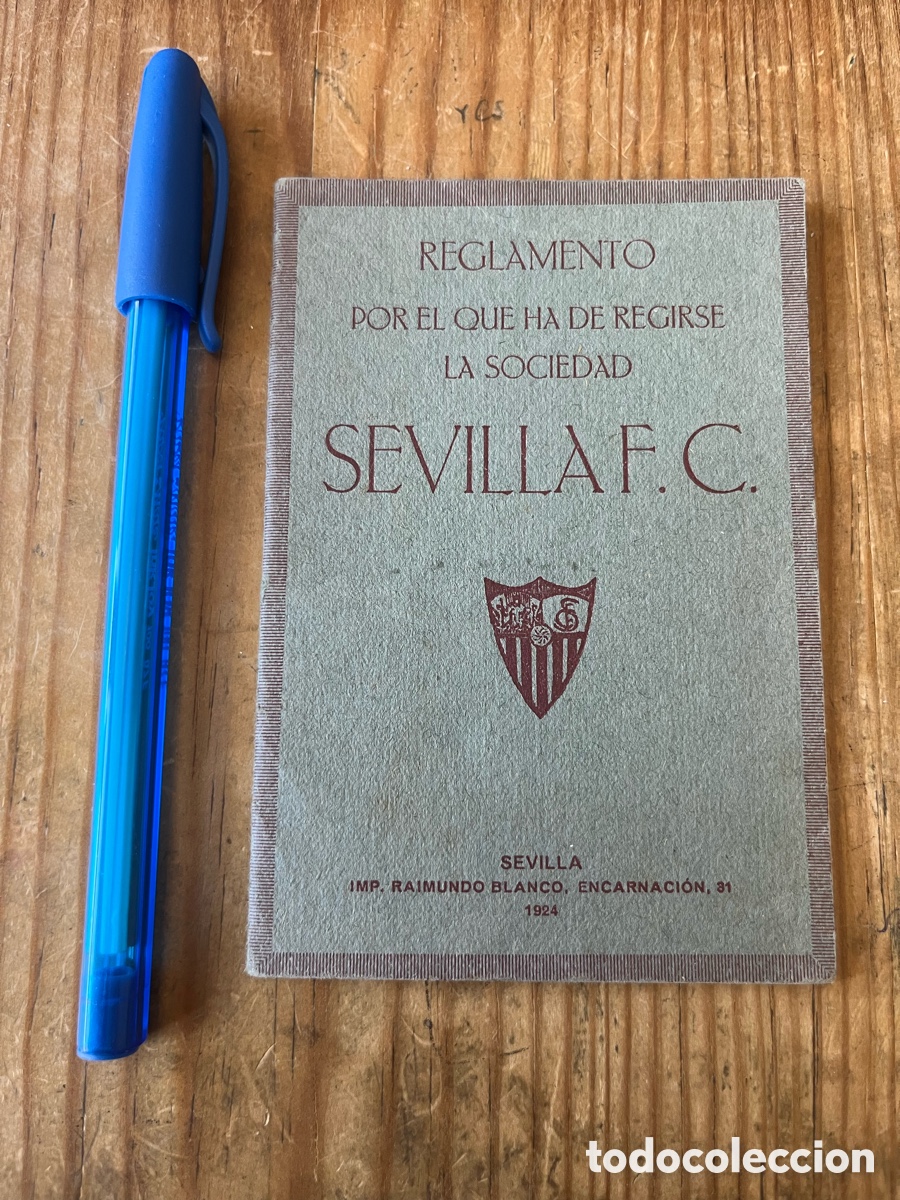 REGLAMENTO
POR EL QUE HA DE REGIRSE
LA SOCIEDAD
SEVILLA F. C.
SEVILLA
IMP. RAIMUNDO BLANCO, ENCARNACIÓN, 31
1924
todocoleccion